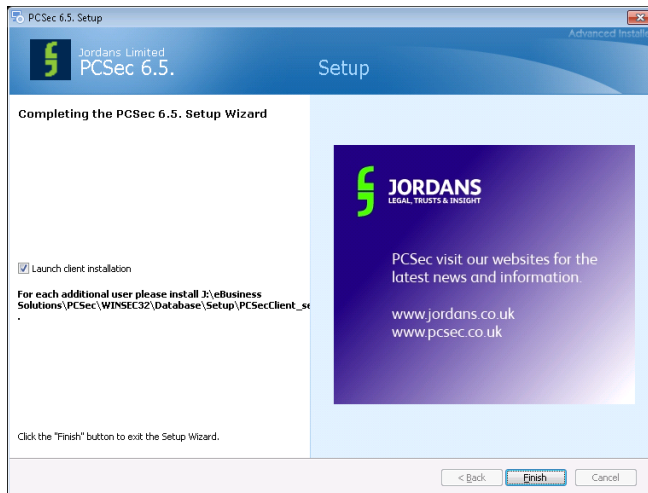 PCSec 6.5. Setup
Advanced Installe
Jordans Limited
PCSec 6.5.
Setup
Completing the PCSec 6.5. Setup Wizard
JORDANS
LEGAL, TRUSTS & INSIGHT
PCSec visit our websites for the
latest news and information.
www.jordans.co.uk
www.pcsec.co.uk
Launch client installation
For each additional user please install J:\eBusiness
Solutions\PCSec\WINSEC32\Database\Setup\PCSecClient_se
.
Click the "Finish" button to exit the Setup Wizard.
< Back
Finish
Cancel